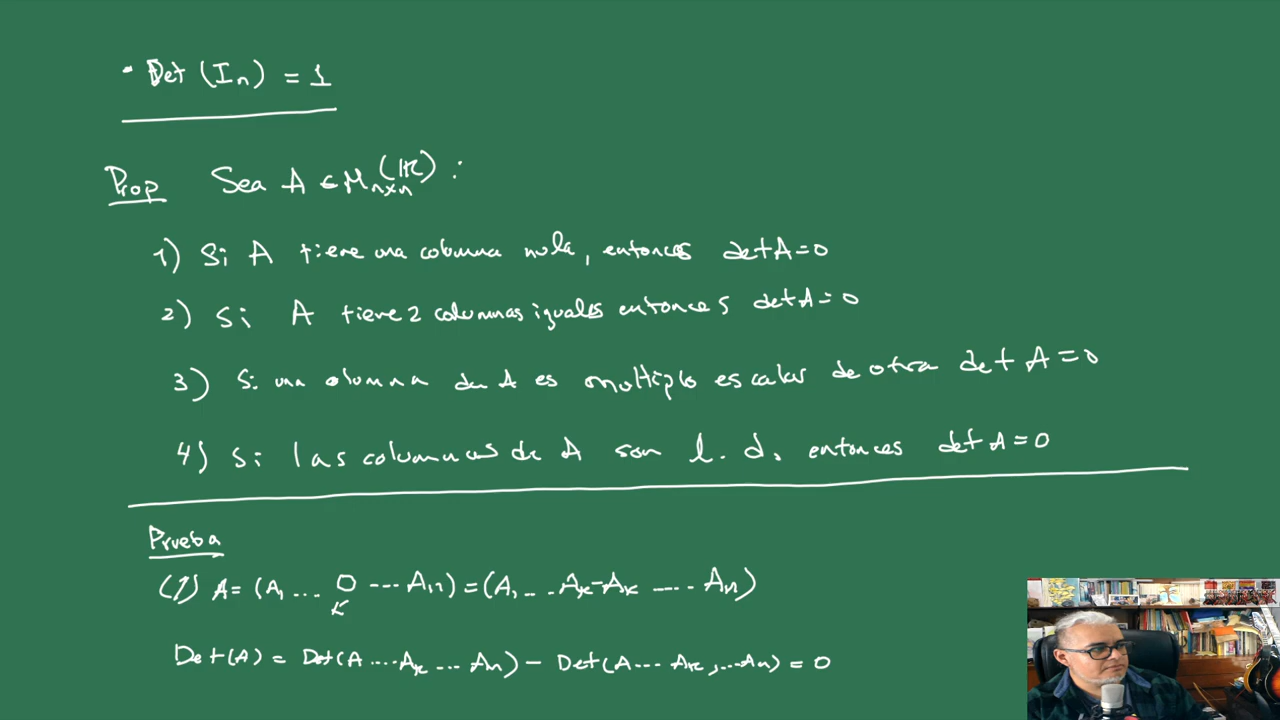 • Det (In) = 1
Prop Sea A ∈ Mnxn(K) :
1) Si A tiene una columna nula, entonces det A = 0
2) Si A tiene 2 columnas iguales entonces det A = 0
3) Si una columna de A es multiplo escalar de otra det A = 0
4) Si las columnas de A son l. d. entonces det A = 0
Prueba
(1) A = (A1 ... 0 ... An) = (A1 ... Ak - Ak .... An)
K
Det(A) = Det(A ... Ak ... An) - Det(A ... Ak, ... An) = 0